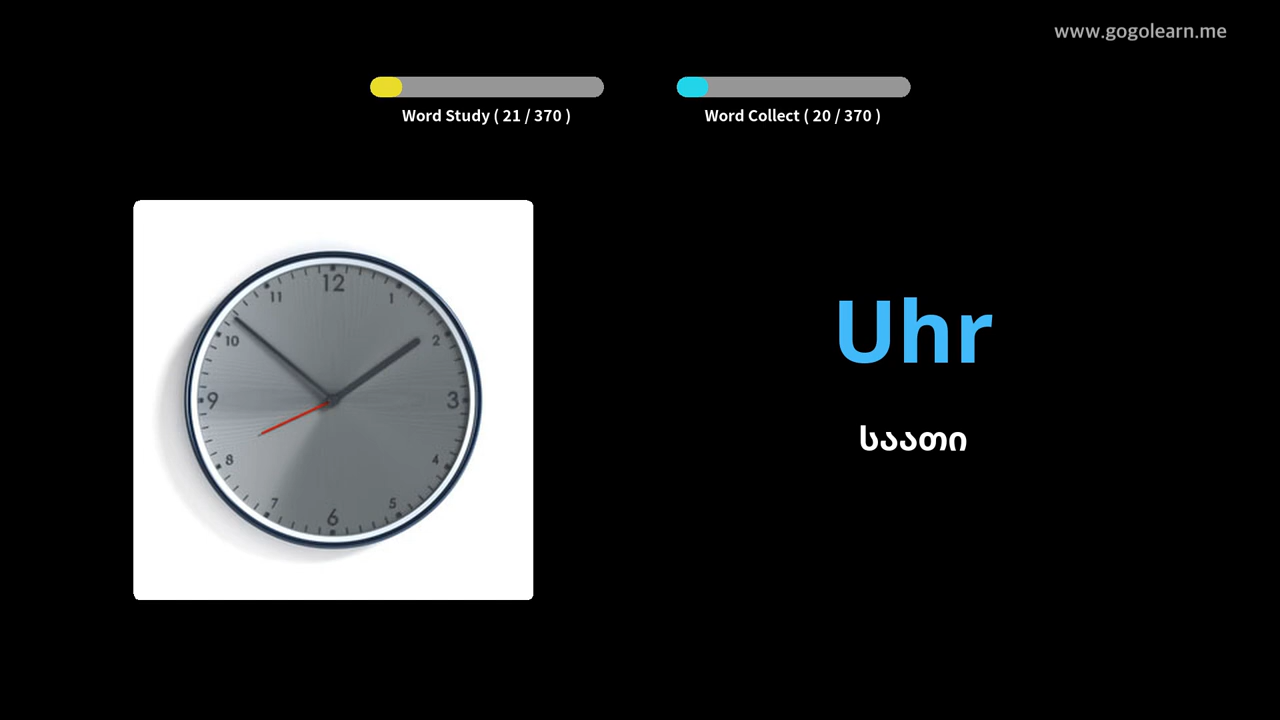 www.gogolearn.me
Word Study ( 21 / 370 )
Word Collect ( 20 / 370 )
12
11
1
10
2
9
3
8
4
7
5
6
Uhr
საათი